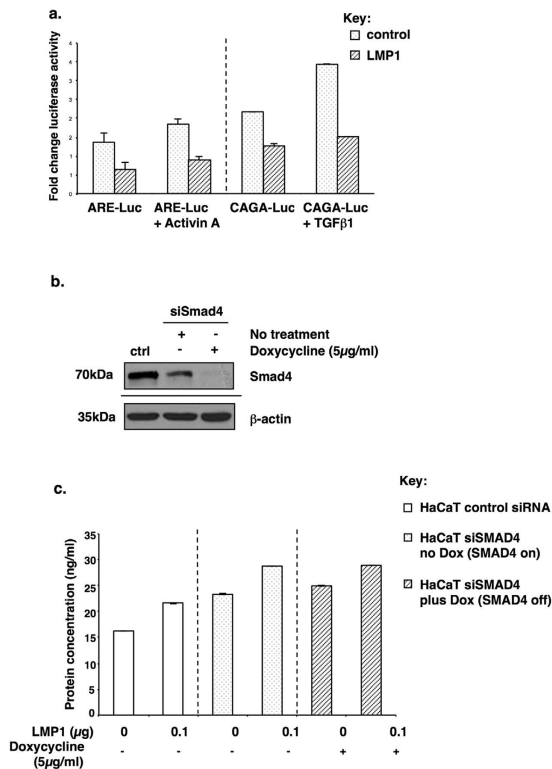 a.
Key:
control
LMP1
Fold change luciferase activity
4
4
3
3
2
2
1
1
0
ARE-Luc
ARE-Luc + Activin A
CAGA-Luc
CAGA-Luc + TGFβ1
b.
siSmad4
+ - No treatment
ctrl - + Doxycycline (5µg/ml)
70kDa Smad4
35kDa β-actin
c.
Key:
HaCaT control siRNA
HaCaT siSMAD4
no Dox (SMAD4 on)
HaCaT siSMAD4
plus Dox (SMAD4 off)
Protein concentration (ng/ml)
35
30
25
20
15
10
5
0
LMP1 (µg) 0 0.1 0 0.1 0 0.1
Doxycycline - - - - + +
(5µg/ml)